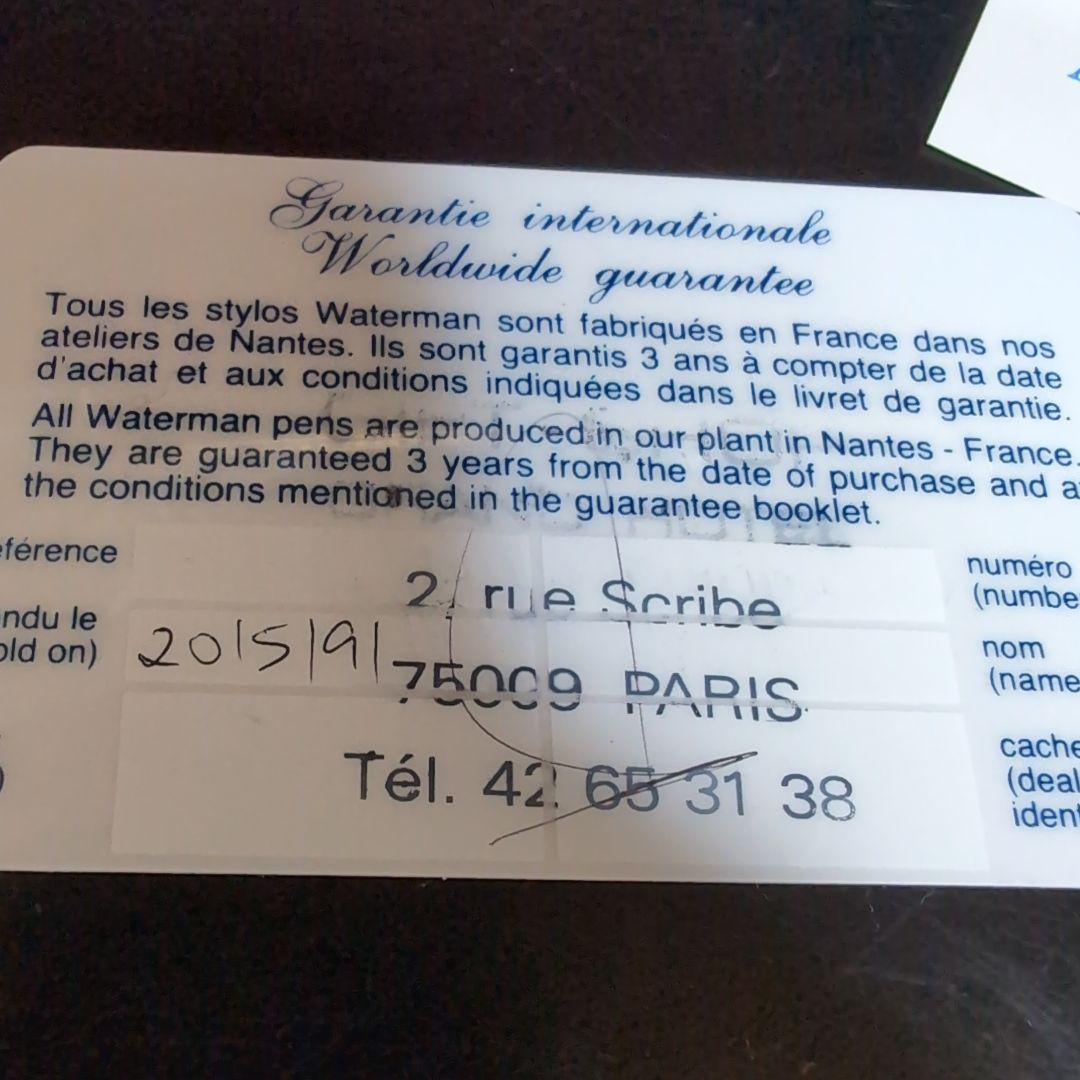 Garantie internationale
Worldwide guarantee
Tous les stylos Waterman sont fabriqués en France dans nos
ateliers de Nantes. Ils sont garantis 3 ans à compter de la date
d'achat et aux conditions indiquées dans le livret de garantie.
All Waterman pens are produced in our plant in Nantes - France.
They are guaranteed 3 years from the date of purchase and a
the conditions mentioned in the guarantee booklet.
éférence
numéro
(numbe
2, rue Scribe
ndu le
old on)
20/5/91
nom
(name
75009 PARIS
cache
(deal
ident
Tél. 42 65 31 38